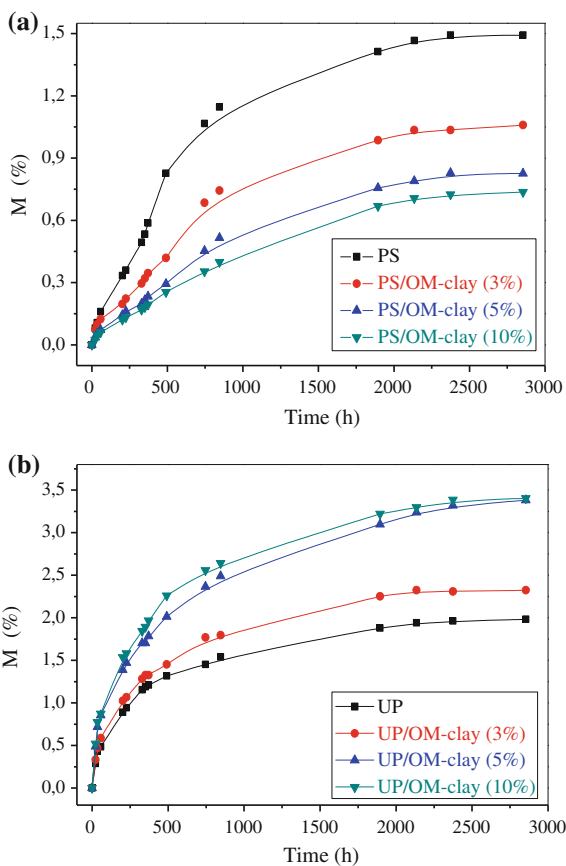 (a)
M (%)
1,5
1,2
0,9
0,6
0,3
0,0
PS
PS/OM-clay (3%)
PS/OM-clay (5%)
PS/OM-clay (10%)
0 500 1000 1500 2000 2500 3000
Time (h)
(b)
M (%)
3,5
3,0
2,5
2,0
1,5
1,0
0,5
0,0
UP
UP/OM-clay (3%)
UP/OM-clay (5%)
UP/OM-clay (10%)
0 500 1000 1500 2000 2500 3000
Time (h)